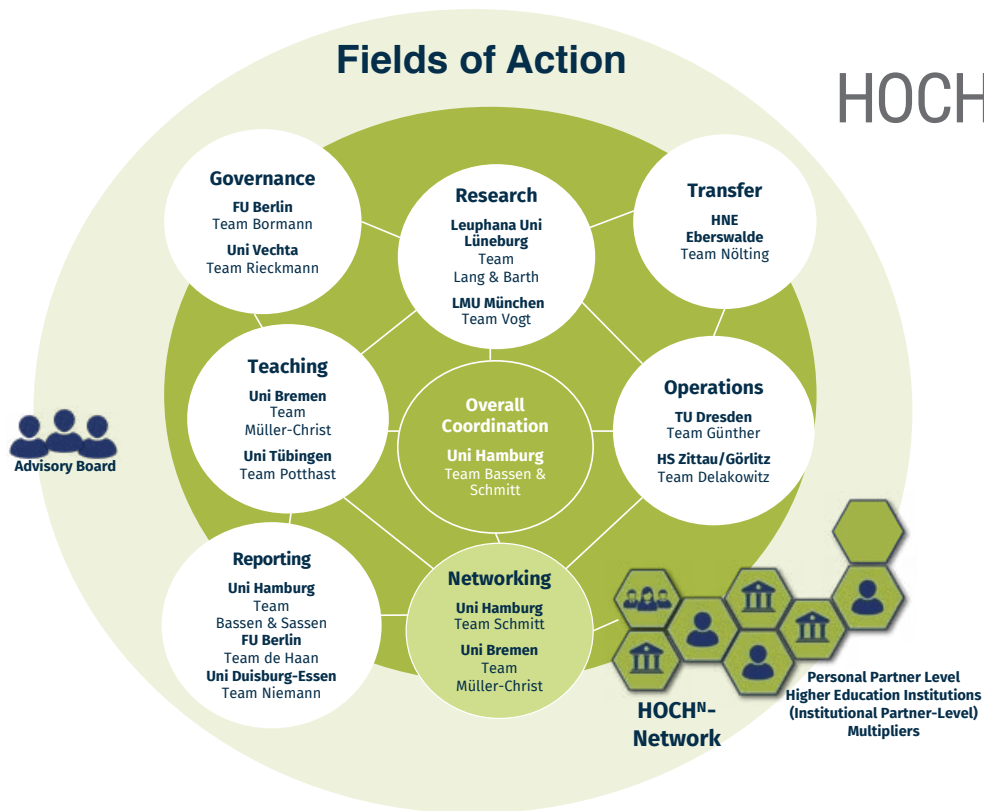 Fields of Action
HOCH
Governance
FU Berlin
Team Bormann
Uni Vechta
Team Rieckmann
Research
Leuphana Uni
Lüneburg
Team
Lang & Barth
LMU München
Team Vogt
Transfer
HNE
Eberswalde
Team Nölting
Teaching
Uni Bremen
Team
Müller-Christ
Uni Tübingen
Team Potthast
Overall
Coordination
Uni Hamburg
Team Bassen &
Schmitt
Operations
TU Dresden
Team Günther
HS Zittau/Görlitz
Team Delakowitz
Advisory Board
Reporting
Uni Hamburg
Team
Bassen & Sassen
FU Berlin
Team de Haan
Uni Duisburg-Essen
Team Niemann
Networking
Uni Hamburg
Team Schmitt
Uni Bremen
Team
Müller-Christ
HOCHᴺ-
Network
Personal Partner Level
Higher Education Institutions
(Institutional Partner-Level)
Multipliers